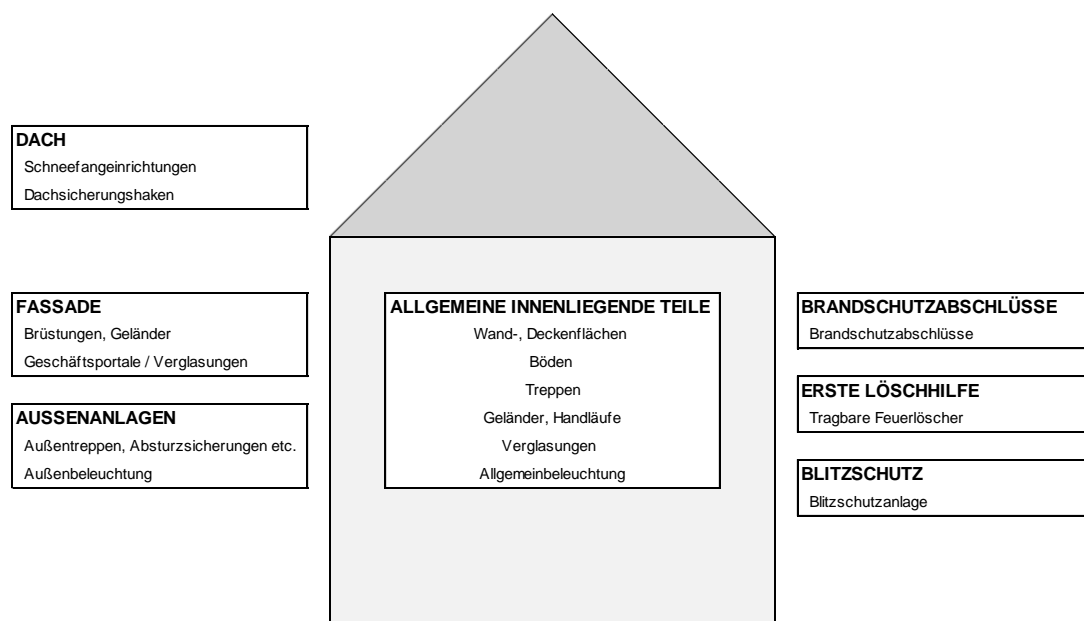 DACH
Schneefangeinrichtungen
Dachsicherungshaken
FASSADE
Brüstungen, Geländer
Geschäftsportale / Verglasungen
AUSSENANLAGEN
Außentreppen, Absturzsicherungen etc.
Außenbeleuchtung
ALLGEMEINE INNENLIEGENDE TEILE
Wand-, Deckenflächen
Böden
Treppen
Geländer, Handläufe
Verglasungen
Allgemeinbeleuchtung
BRANDSCHUTZABSCHLÜSSE
Brandschutzabschlüsse
ERSTE LÖSCHHILFE
Tragbare Feuerlöscher
BLITZSCHUTZ
Blitzschutzanlage